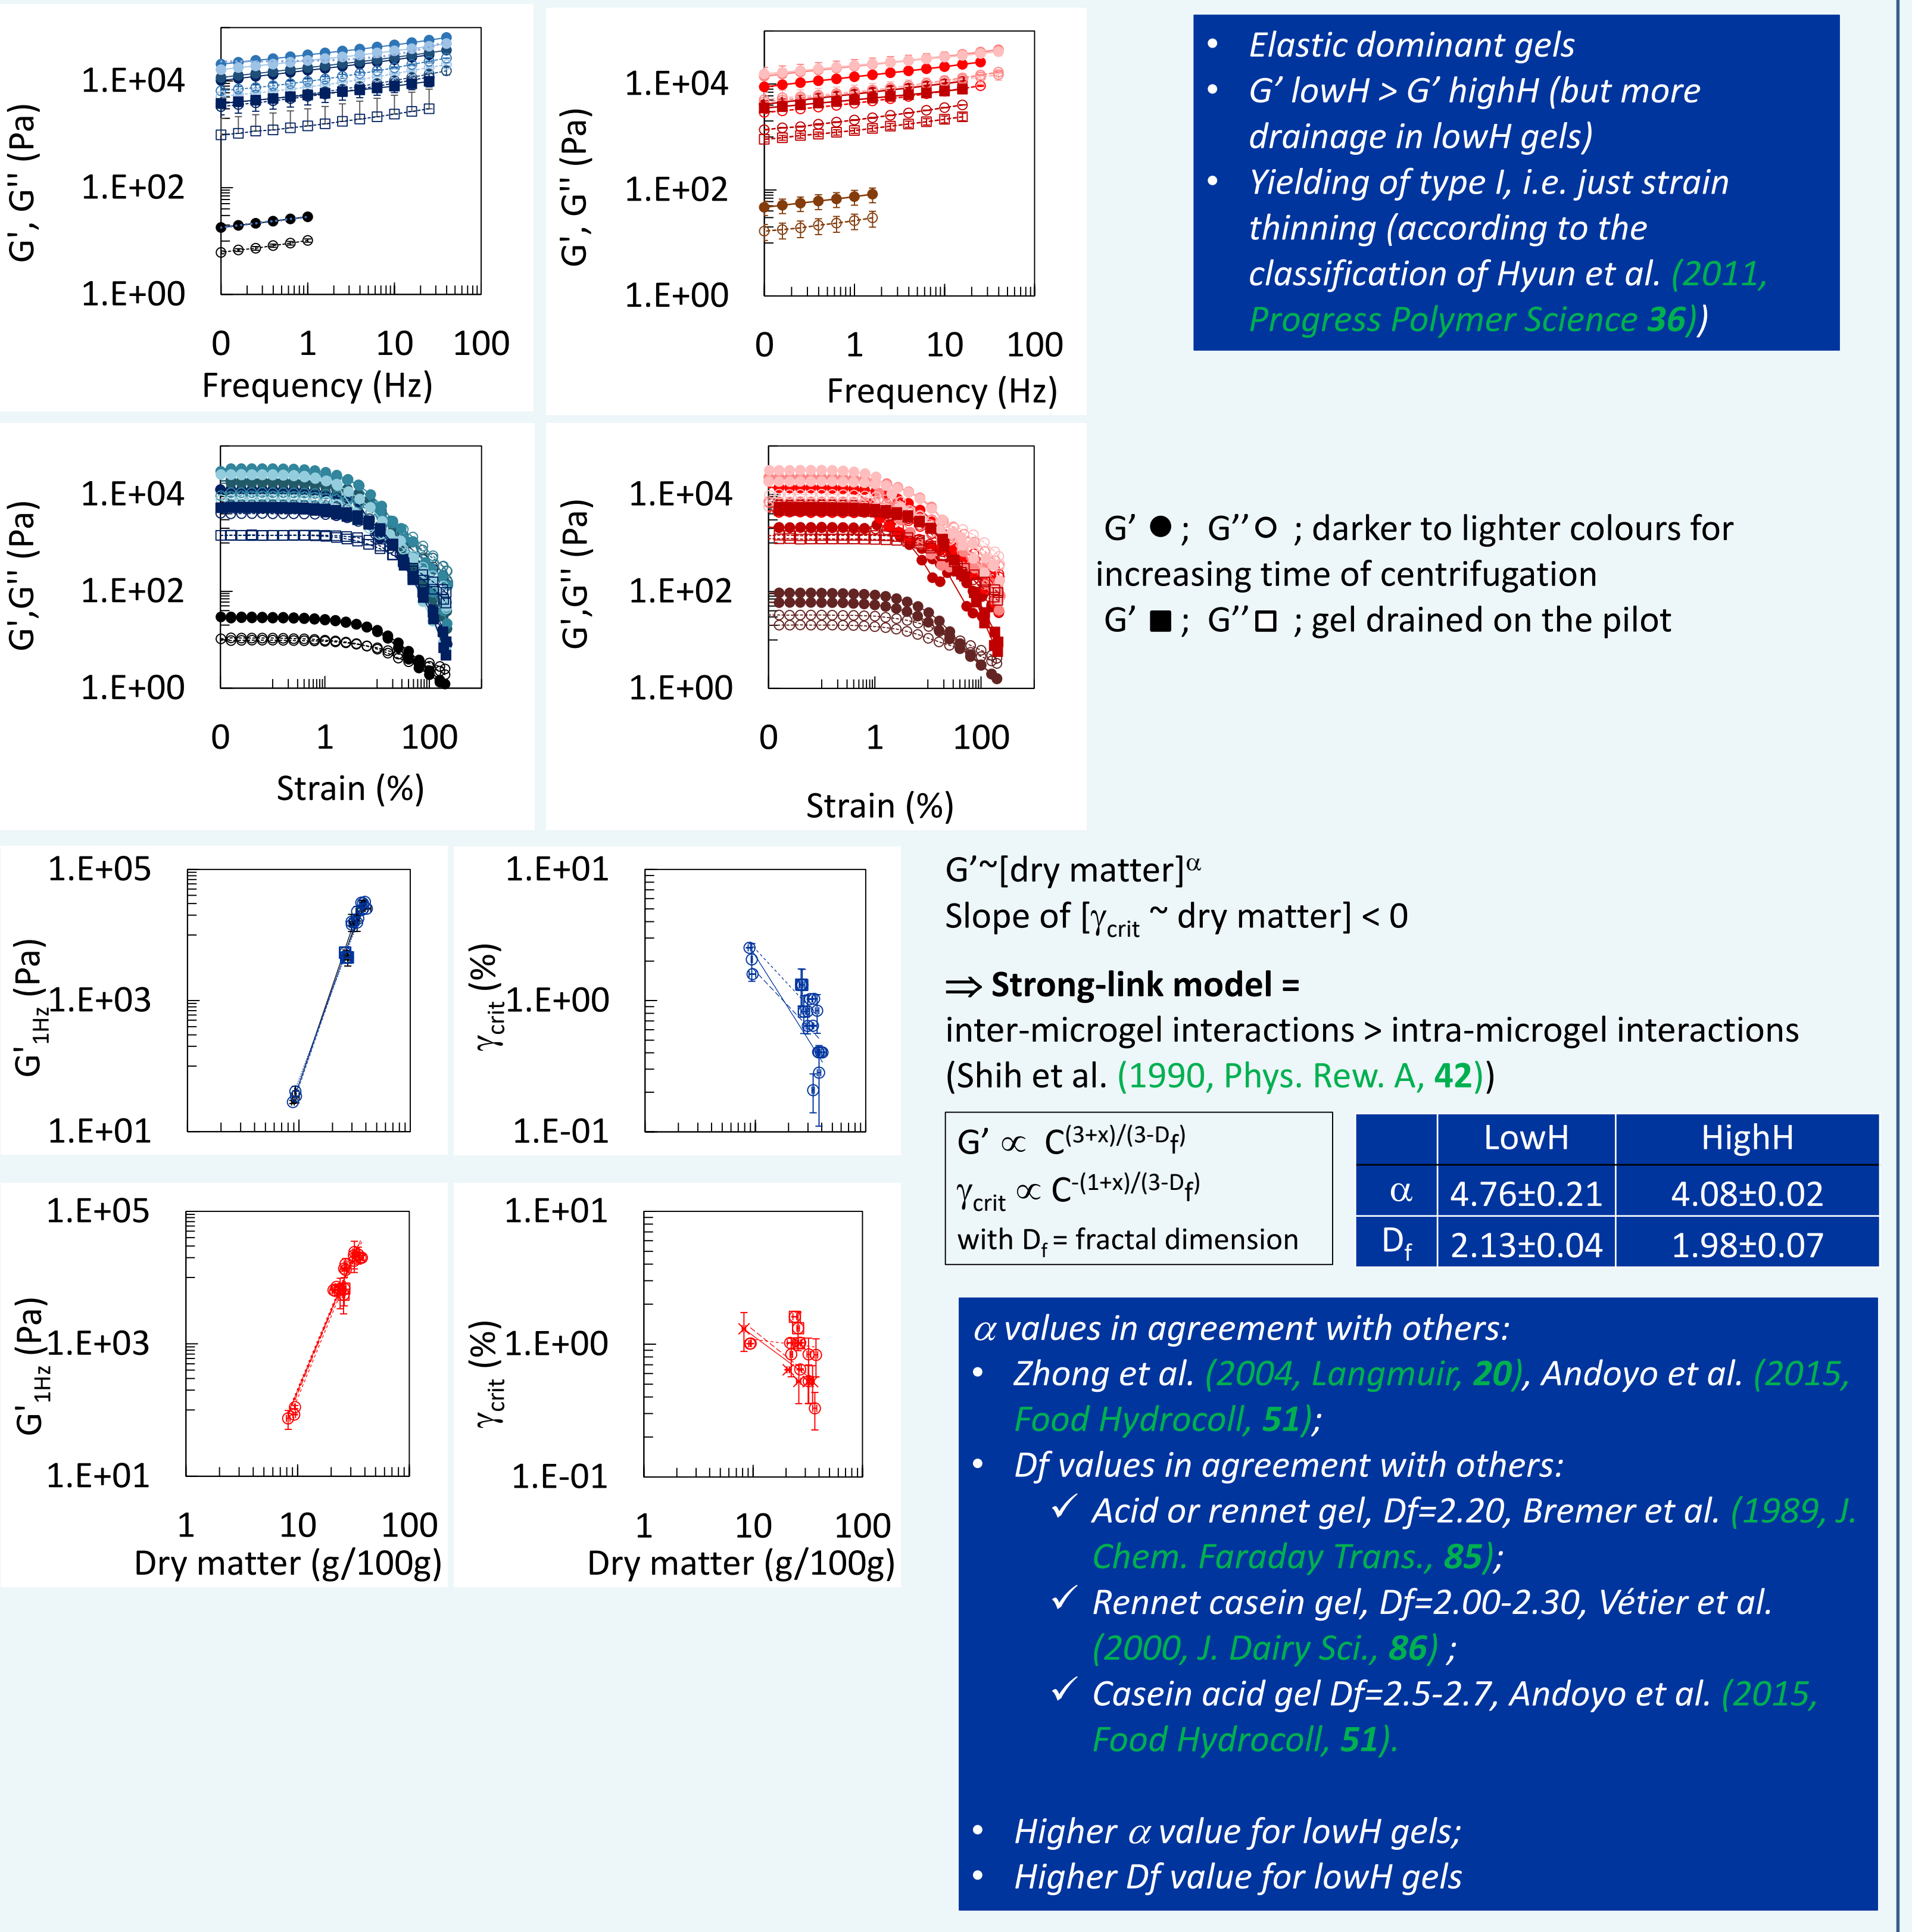 G', G'' (Pa)
1.E+04
1.E+02
1.E+00
0 1 10 100
Frequency (Hz)
G', G'' (Pa)
1.E+04
1.E+02
1.E+00
0 1 10 100
Frequency (Hz)
• Elastic dominant gels
• G' lowH > G' highH (but more
drainage in lowH gels)
• Yielding of type I, i.e. just strain
thinning (according to the
classification of Hyun et al. (2011,
Progress Polymer Science 36))
G',G'' (Pa)
1.E+04
1.E+02
1.E+00
0 1 100
Strain (%)
G',G'' (Pa)
1.E+04
1.E+02
1.E+00
0 1 100
Strain (%)
G' ● ; G'' ○ ; darker to lighter colours for
increasing time of centrifugation
G' ■ ; G'' □ ; gel drained on the pilot
G'1Hz (Pa)
1.E+05
1.E+03
1.E+01
γcrit (%)
1.E+01
1.E+00
1.E-01
G'~[dry matter]α
Slope of [γcrit ~ dry matter] < 0
⇒ Strong-link model =
inter-microgel interactions > intra-microgel interactions
(Shih et al. (1990, Phys. Rew. A, 42))
G' ∝ C(3+x)/(3-Df)
γcrit ∝ C-(1+x)/(3-Df)
with Df = fractal dimension
LowH HighH
α 4.76±0.21 4.08±0.02
Df 2.13±0.04 1.98±0.07
G'1Hz (Pa)
1.E+05
1.E+03
1.E+01
1 10 100
Dry matter (g/100g)
γcrit (%)
1.E+01
1.E+00
1.E-01
1 10 100
Dry matter (g/100g)
α values in agreement with others:
• Zhong et al. (2004, Langmuir, 20), Andoyo et al. (2015,
Food Hydrocoll, 51);
• Df values in agreement with others:
✓ Acid or rennet gel, Df=2.20, Bremer et al. (1989, J.
Chem. Faraday Trans., 85);
✓ Rennet casein gel, Df=2.00-2.30, Vétier et al.
(2000, J. Dairy Sci., 86) ;
✓ Casein acid gel Df=2.5-2.7, Andoyo et al. (2015,
Food Hydrocoll, 51).
• Higher α value for lowH gels;
• Higher Df value for lowH gels